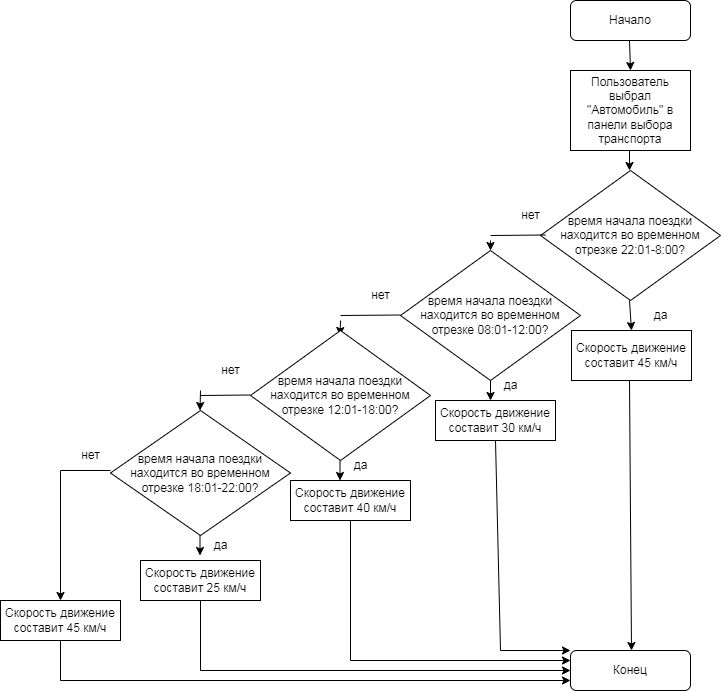 Начало
Пользователь
выбрал
"Автомобиль" в
панели выбора
транспорта
нет
время начала поездки
находится во временном
отрезке 22:01-8:00?
да
Скорость движение
составит 45 км/ч
нет
время начала поездки
находится во временном
отрезке 08:01-12:00?
да
Скорость движение
составит 30 км/ч
нет
время начала поездки
находится во временном
отрезке 12:01-18:00?
да
Скорость движение
составит 40 км/ч
нет
время начала поездки
находится во временном
отрезке 18:01-22:00?
да
Скорость движение
составит 25 км/ч
Скорость движение
составит 45 км/ч
Конец